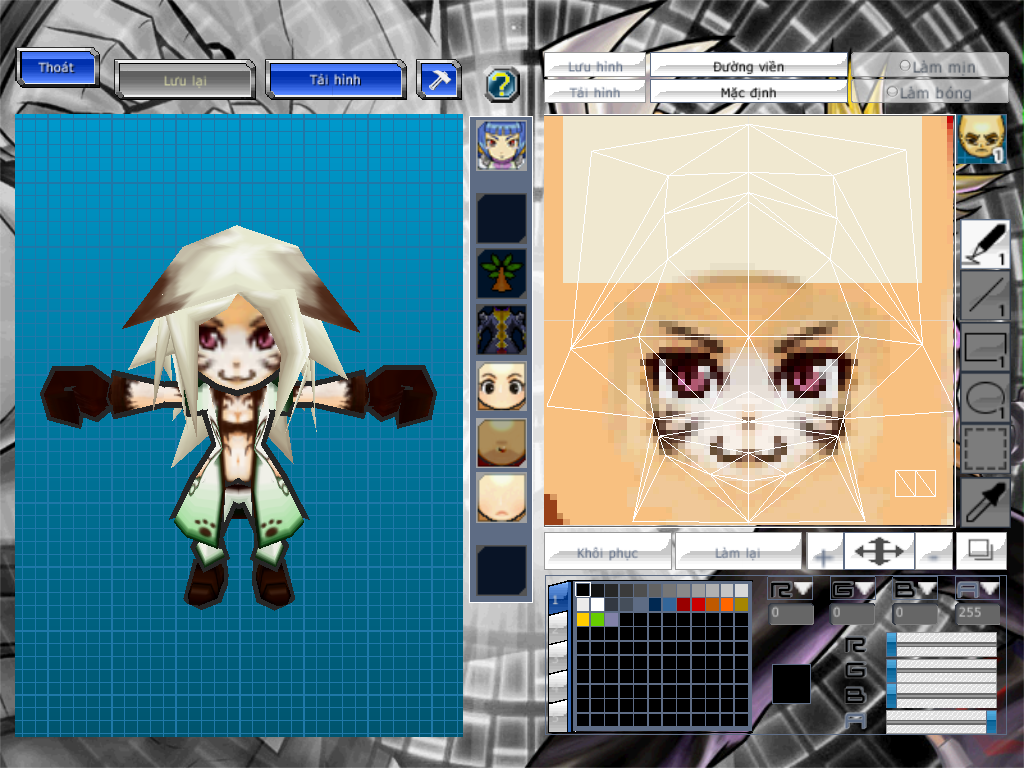 Thoát
Lưu lại
Tải hình
?
Lưu hình
Đường viền
Làm mịn
Tải hình
Mặc định
Làm bóng
1
1
1
1
1
Khôi phục
Làm lại
+
-
1
R
G
B
A
0
0
0
255
R
G
B
A